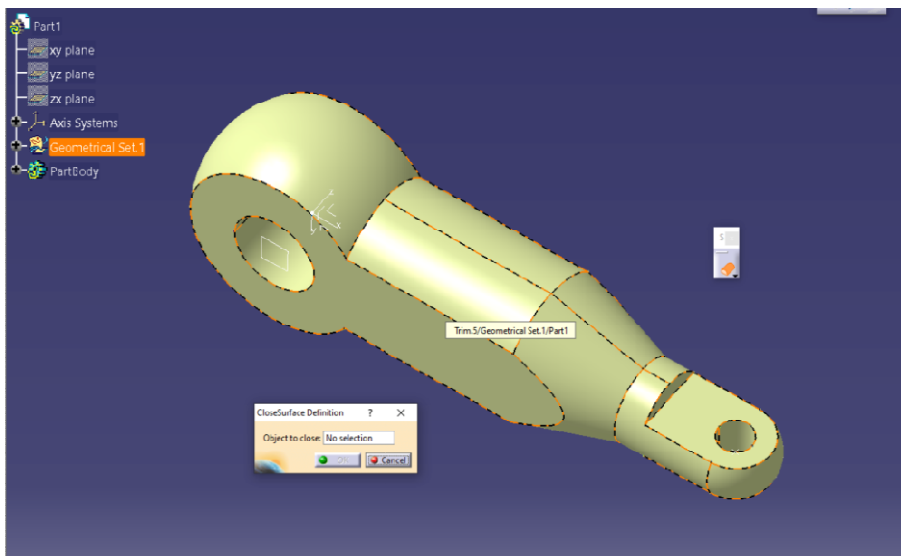 Part1
xy plane
yz plane
zx plane
Axis Systems
Geometrical Set.1
PartBody
Trim.5/Geometrical Set.1/Part1
CloseSurface Definition ? ×
Object to close: No selection
Cancel